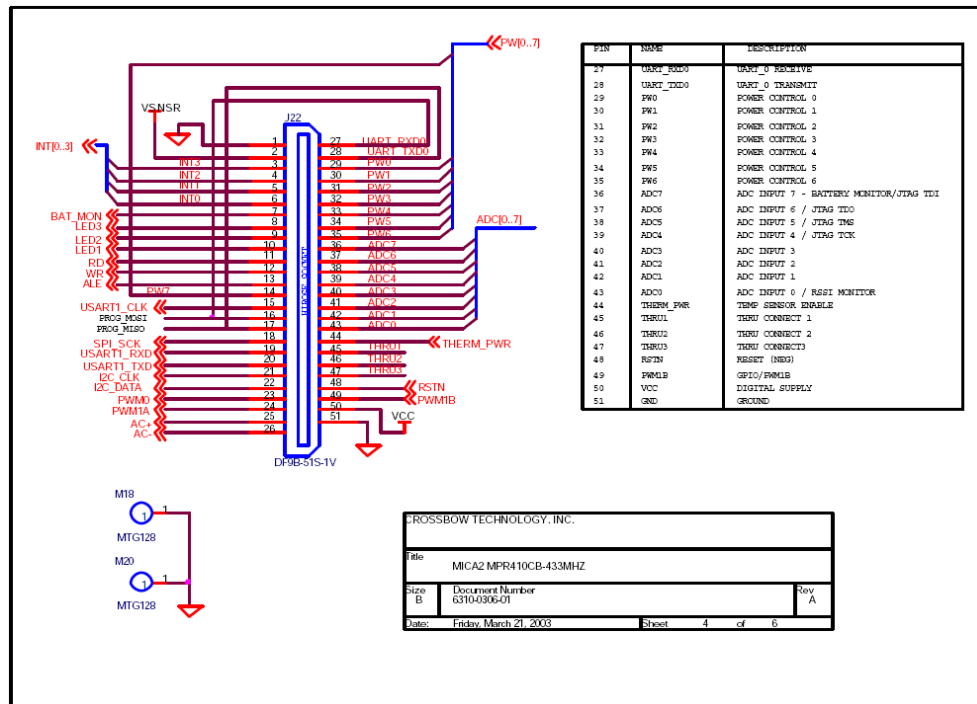 PW[0..7]
VSNSR
J22
INT[0..3]
1
2
3
4
5
6
7
8
9
10
11
12
13
14
15
16
17
18
19
20
21
22
23
24
25
26
INT3
INT2
INT1
INT0
BAT_MON
LED3
LED2
LED1
RD
WR
ALE
PW7
USART1_CLK
PROG_MOSI
PROG_MISO
SPI_SCK
USART1_RXD
USART1_TXD
I2C_CLK
I2C_DATA
PWM0
PWM1A
AC+
AC-
HIROSE SOCKET
27 UART_RXD0
28 UART_TXD0
29 PW0
30 PW1
31 PW2
32 PW3
33 PW4
34 PW5
35 PW6
36 ADC7
37 ADC6
38 ADC5
39 ADC4
40 ADC3
41 ADC2
42 ADC1
43 ADC0
44 THERM_PWR
45 THRU1
46 THRU2
47 THRU3
48 RSTN
49 PWM1B
50 VCC
51
ADC[0..7]
DF9B-51S-1V
PIN NAME DESCRIPTION
27 UART_RXD0 UART_0 RECEIVE
28 UART_TXD0 UART_0 TRANSMIT
29 PW0 POWER CONTROL 0
30 PW1 POWER CONTROL 1
31 PW2 POWER CONTROL 2
32 PW3 POWER CONTROL 3
33 PW4 POWER CONTROL 4
34 PW5 POWER CONTROL 5
35 PW6 POWER CONTROL 6
36 ADC7 ADC INPUT 7 - BATTERY MONITOR/JTAG TDI
37 ADC6 ADC INPUT 6 / JTAG TDO
38 ADC5 ADC INPUT 5 / JTAG TMS
39 ADC4 ADC INPUT 4 / JTAG TCK
40 ADC3 ADC INPUT 3
41 ADC2 ADC INPUT 2
42 ADC1 ADC INPUT 1
43 ADC0 ADC INPUT 0 / RSSI MONITOR
44 THERM_PWR TEMP SENSOR ENABLE
45 THRU1 THRU CONNECT 1
46 THRU2 THRU CONNECT 2
47 THRU3 THRU CONNECT3
48 RSTN RESET (NEG)
49 PWM1B GPIO/PWM1B
50 VCC DIGITAL SUPPLY
51 GND GROUND
M18
1 1
MTG128
M20
1 1
MTG128
CROSSBOW TECHNOLOGY. INC.
Title
MICA2 MPR410CB-433MHZ
Size Document Number Rev
B 6310-0306-01 A
Date: Friday, March 21, 2003 Sheet 4 of 6